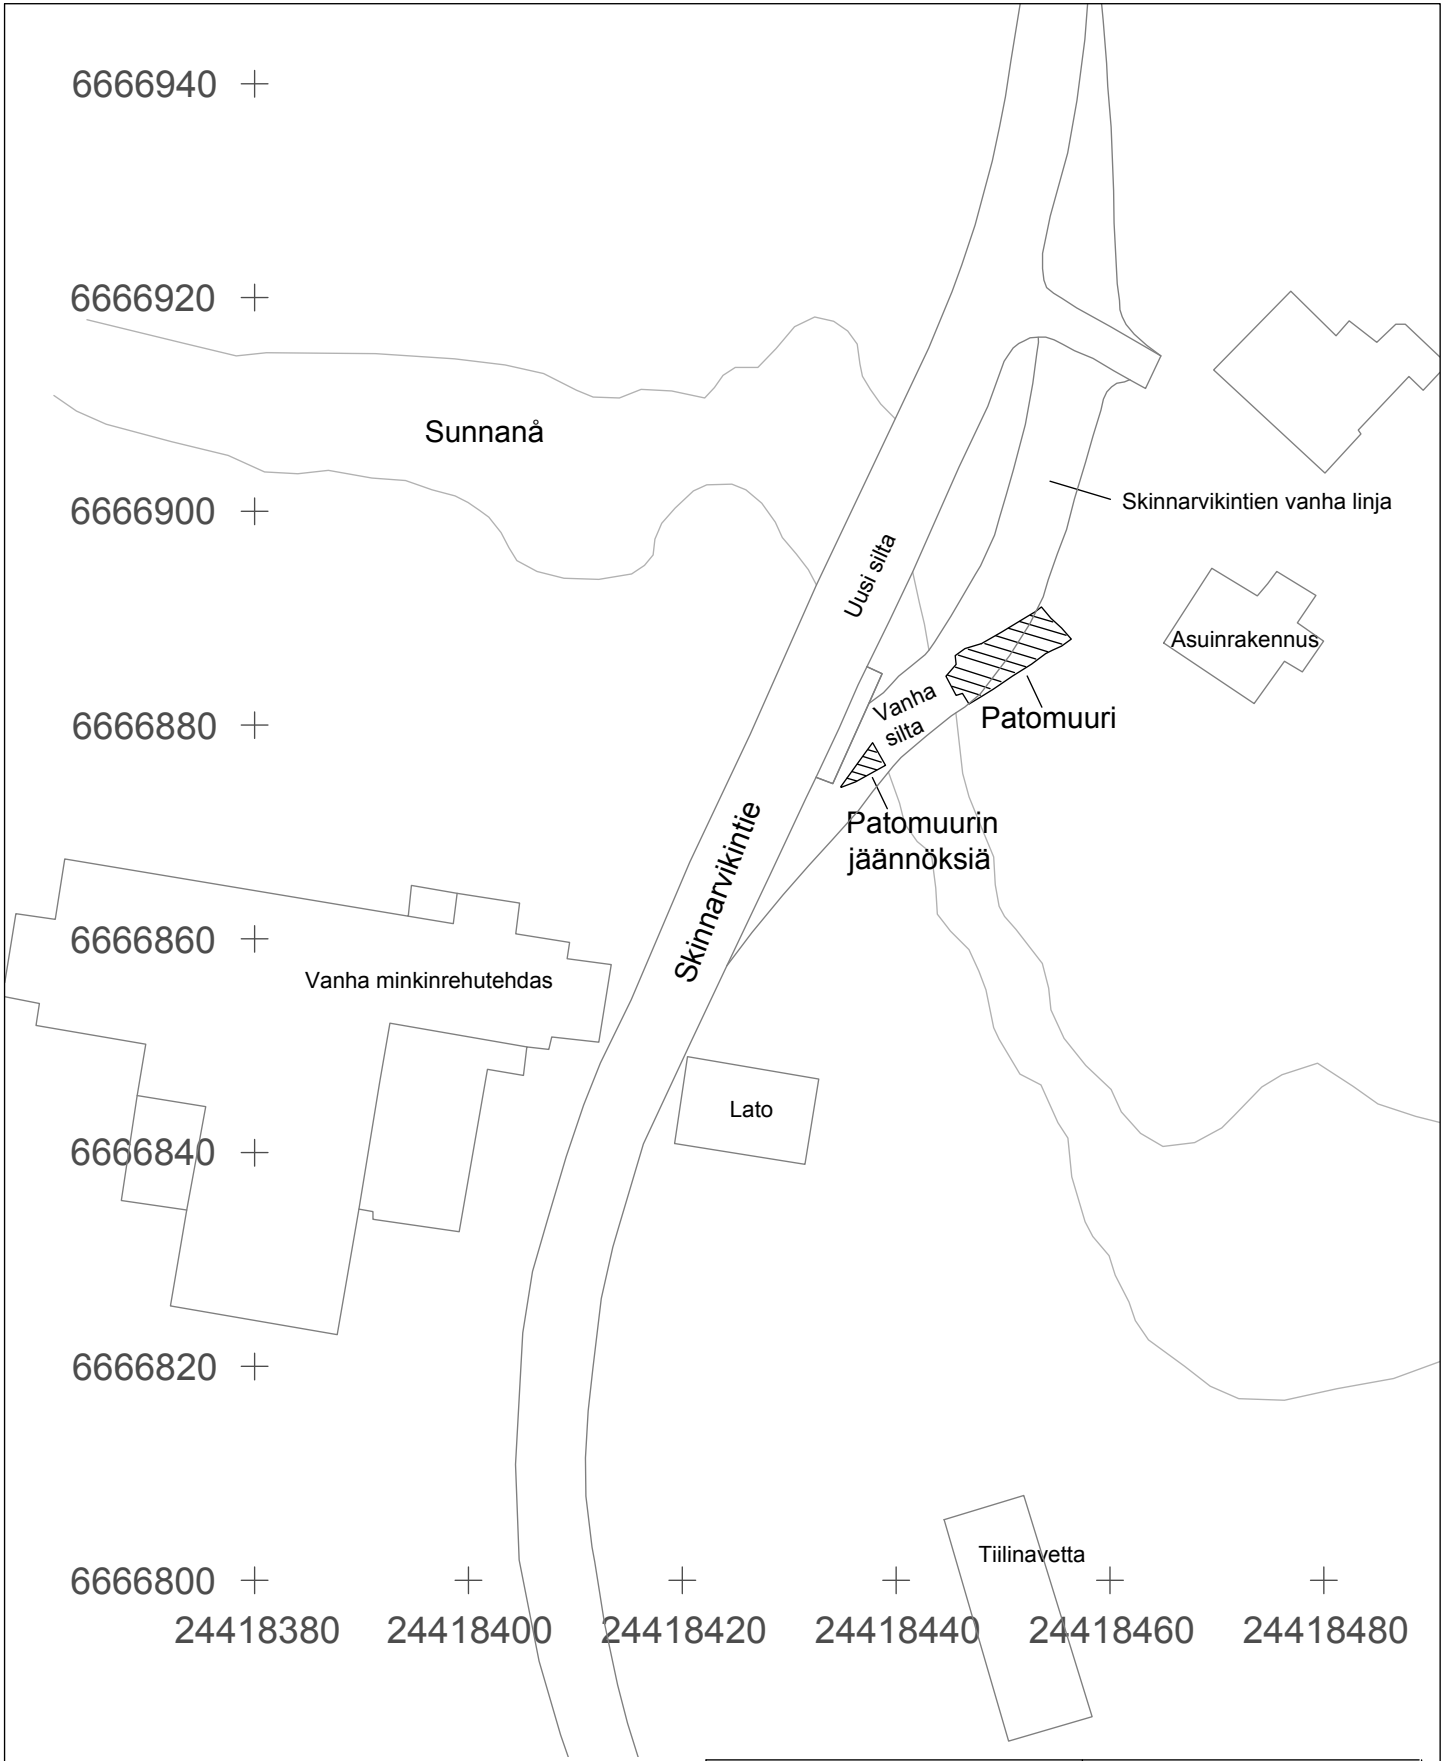 6666940
6666920
Sunnanå
6666900
Skinnarvikintien vanha linja
Uusi silta
Asuinrakennus
Vanha
silta
Patomuuri
6666880
Patomuurin
jäännöksiä
Skinnarvikintie
6666860
Vanha minkinrehutehdas
Lato
6666840
6666820
Tiilinavetta
6666800
24418380 24418400 24418420 24418440 24418460 24418480